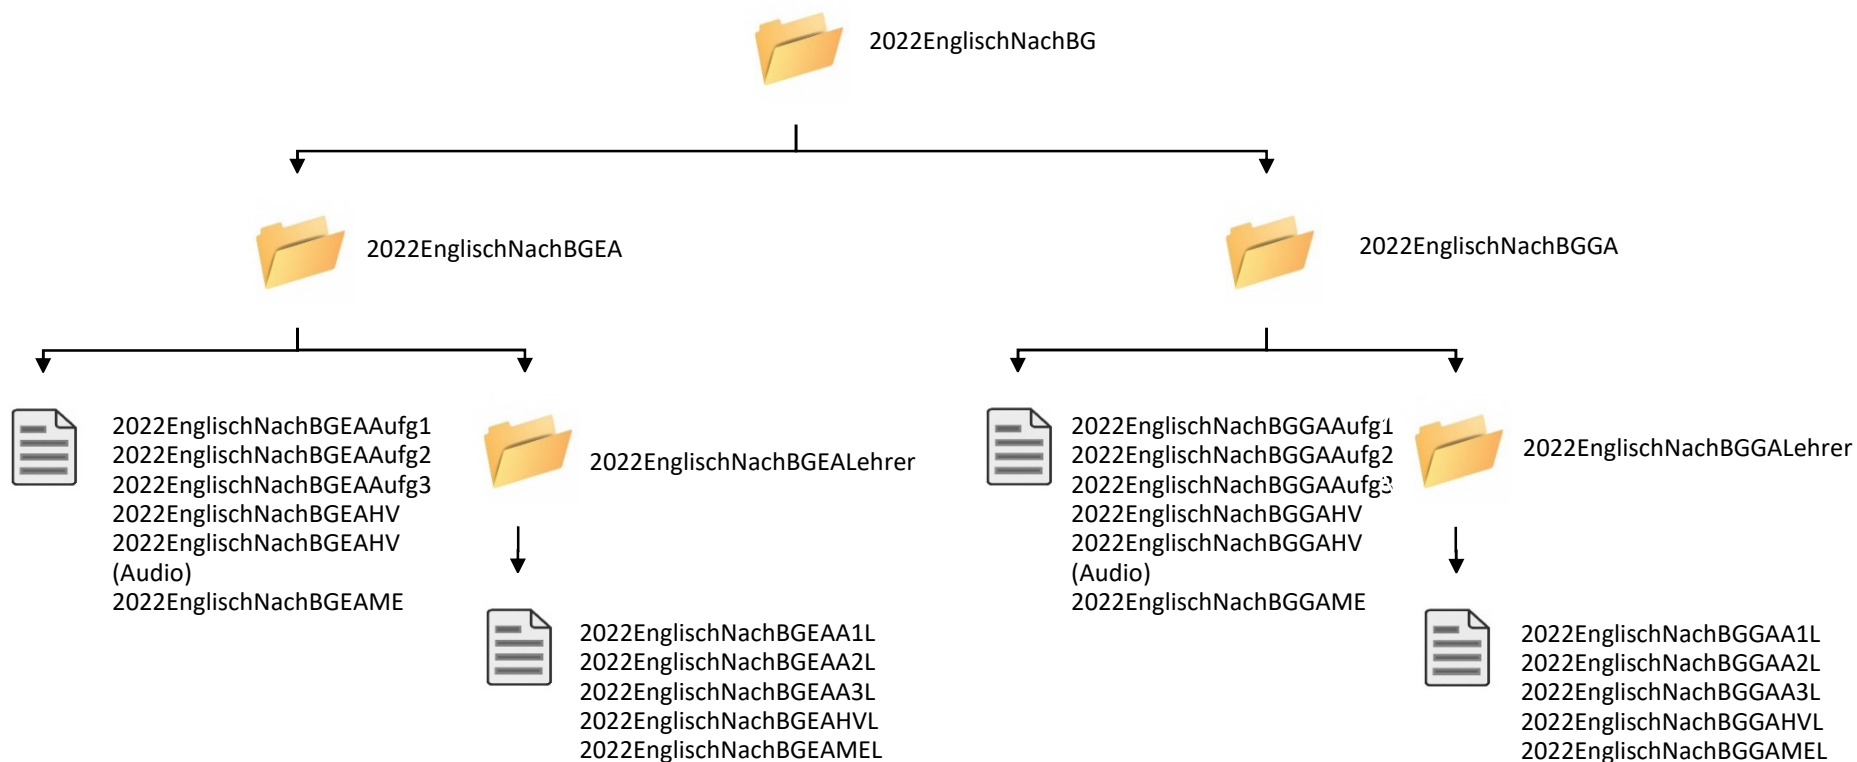 2022EnglischNachBG
2022EnglischNachBGEA
2022EnglischNachBGGA
2022EnglischNachBGEAAufg1
2022EnglischNachBGEAAufg2
2022EnglischNachBGEAAufg3
2022EnglischNachBGEAHV
2022EnglischNachBGEAHV
(Audio)
2022EnglischNachBGEAME
2022EnglischNachBGEALehrer
2022EnglischNachBGEAA1L
2022EnglischNachBGEAA2L
2022EnglischNachBGEAA3L
2022EnglischNachBGEAHVL
2022EnglischNachBGEAMEL
2022EnglischNachBGGAAufg1
2022EnglischNachBGGAAufg2
2022EnglischNachBGGAAufg3
2022EnglischNachBGGAHV
2022EnglischNachBGGAHV
(Audio)
2022EnglischNachBGGAME
2022EnglischNachBGGALehrer
2022EnglischNachBGGAA1L
2022EnglischNachBGGAA2L
2022EnglischNachBGGAA3L
2022EnglischNachBGGAHVL
2022EnglischNachBGGAMEL